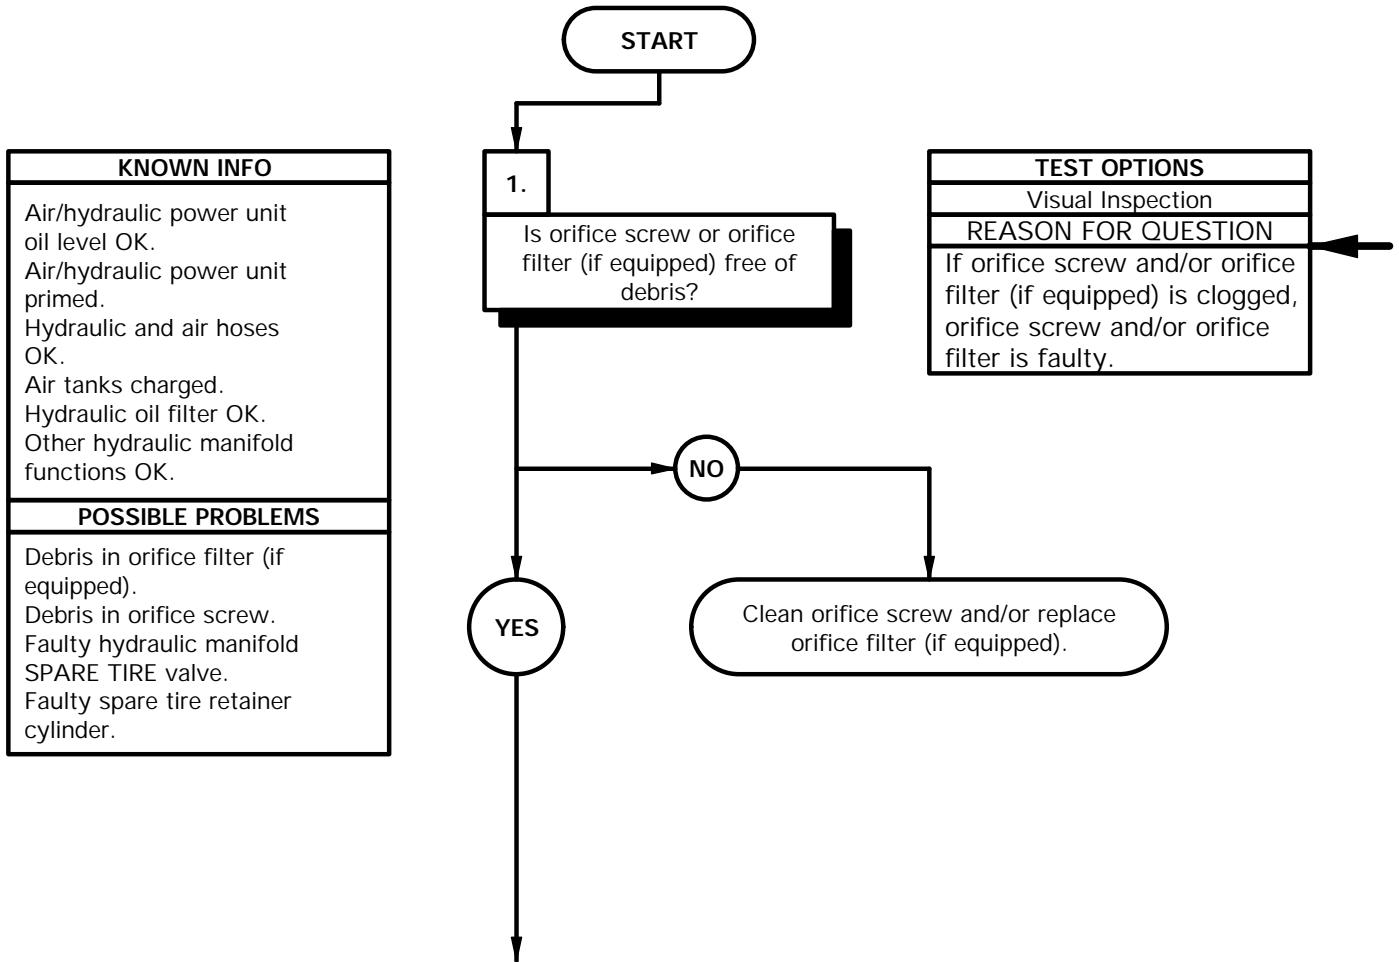 START
KNOWN INFO
Air/hydraulic power unit
oil level OK.
Air/hydraulic power unit
primed.
Hydraulic and air hoses
OK.
Air tanks charged.
Hydraulic oil filter OK.
Other hydraulic manifold
functions OK.
POSSIBLE PROBLEMS
Debris in orifice filter (if
equipped).
Debris in orifice screw.
Faulty hydraulic manifold
SPARE TIRE valve.
Faulty spare tire retainer
cylinder.
1.
Is orifice screw or orifice
filter (if equipped) free of
debris?
TEST OPTIONS
Visual Inspection
REASON FOR QUESTION
If orifice screw and/or orifice
filter (if equipped) is clogged,
orifice screw and/or orifice
filter is faulty.
NO
YES
Clean orifice screw and/or replace
orifice filter (if equipped).